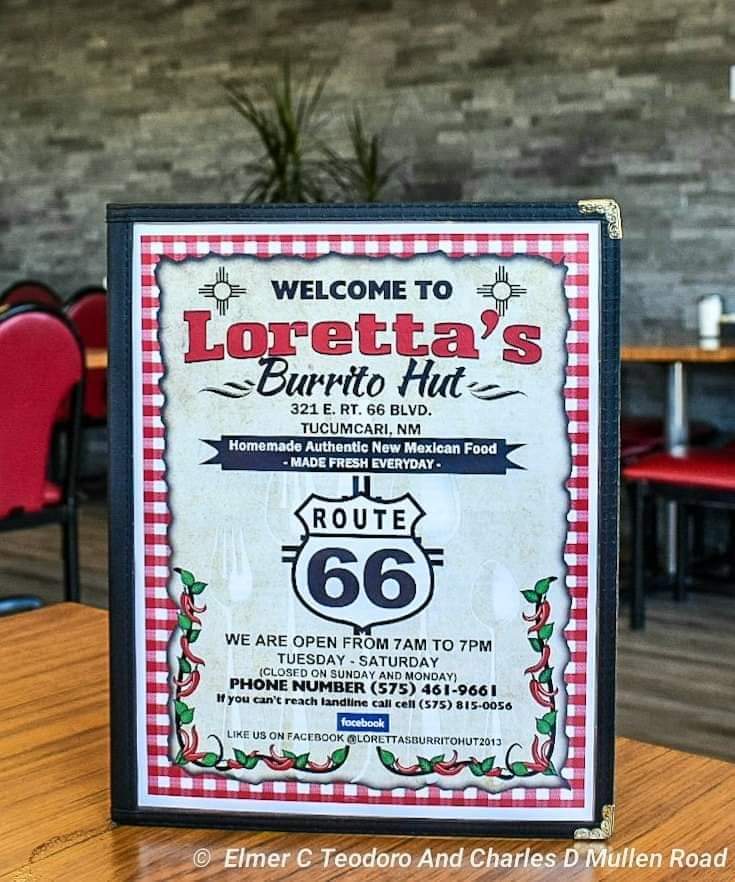 WELCOME TO
Loretta's
Burrito Hut
321 E. RT. 66 BLVD.
TUCUMCARI, NM
Homemade Authentic New Mexican Food
- MADE FRESH EVERYDAY -
ROUTE
66
WE ARE OPEN FROM 7AM TO 7PM
TUESDAY - SATURDAY
(CLOSED ON SUNDAY AND MONDAY)
PHONE NUMBER (575) 461-9661
If you can't reach landline call cell (575) 815-0056
facebook
LIKE US ON FACEBOOK @LORETTASBURRITOHUT2013
© Elmer C Teodoro And Charles D Mullen Road